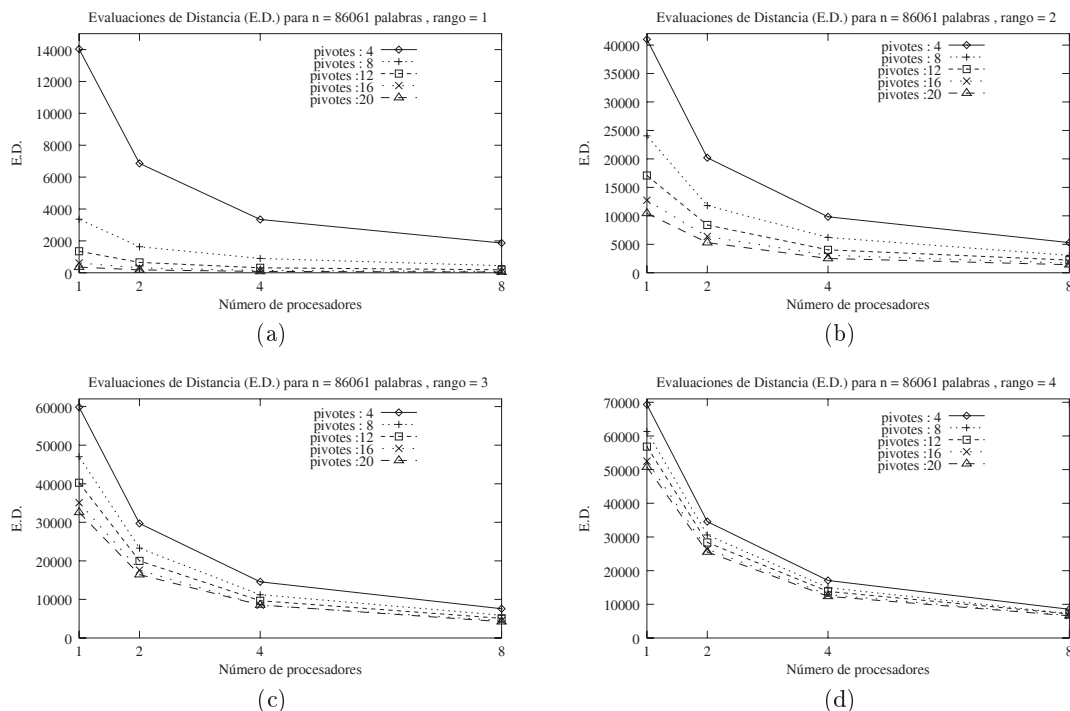 Evaluaciones de Distancia (E.D.) para n = 86061 palabras , rango = 1
14000
12000
10000
8000
6000
4000
2000
0
E.D.
pivotes : 4
pivotes : 8
pivotes :12
pivotes :16
pivotes :20
1
2
4
8
Número de procesadores
(a)
Evaluaciones de Distancia (E.D.) para n = 86061 palabras , rango = 2
40000
35000
30000
25000
20000
15000
10000
5000
0
E.D.
pivotes : 4
pivotes : 8
pivotes :12
pivotes :16
pivotes :20
1
2
4
8
Número de procesadores
(b)
Evaluaciones de Distancia (E.D.) para n = 86061 palabras , rango = 3
60000
50000
40000
30000
20000
10000
0
E.D.
pivotes : 4
pivotes : 8
pivotes :12
pivotes :16
pivotes :20
1
2
4
8
Número de procesadores
(c)
Evaluaciones de Distancia (E.D.) para n = 86061 palabras , rango = 4
70000
60000
50000
40000
30000
20000
10000
0
E.D.
pivotes : 4
pivotes : 8
pivotes :12
pivotes :16
pivotes :20
1
2
4
8
Número de procesadores
(d)